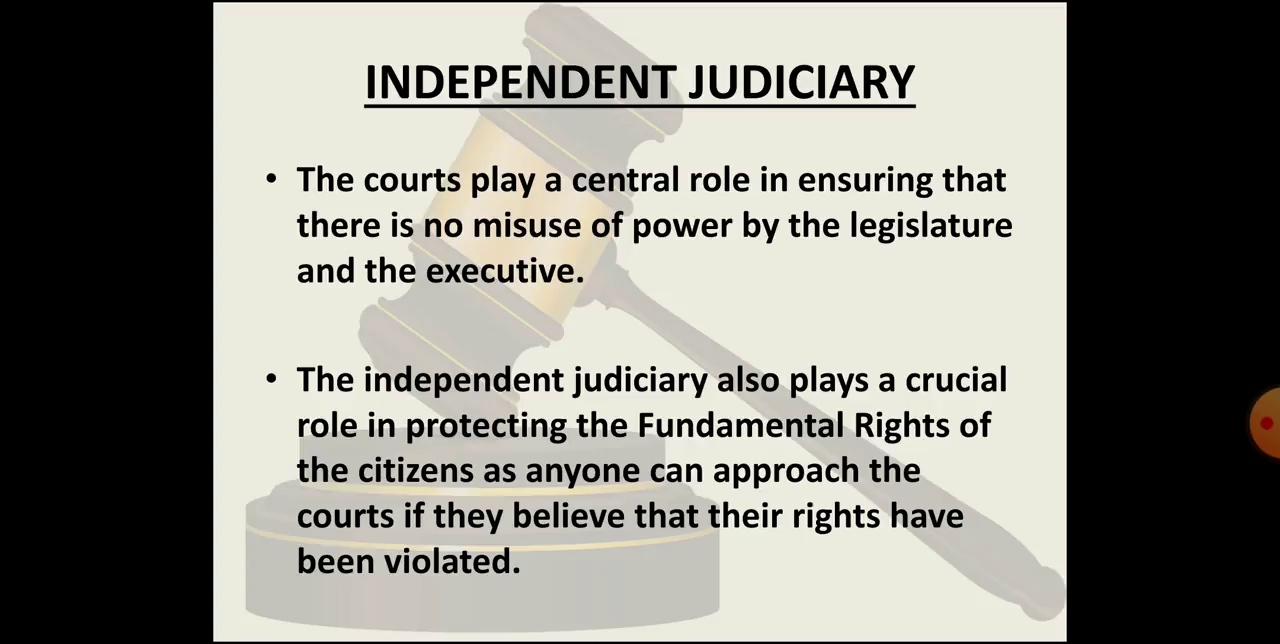 INDEPENDENT JUDICIARY
• The courts play a central role in ensuring that
there is no misuse of power by the legislature
and the executive.
• The independent judiciary also plays a crucial
role in protecting the Fundamental Rights of
the citizens as anyone can approach the
courts if they believe that their rights have
been violated.